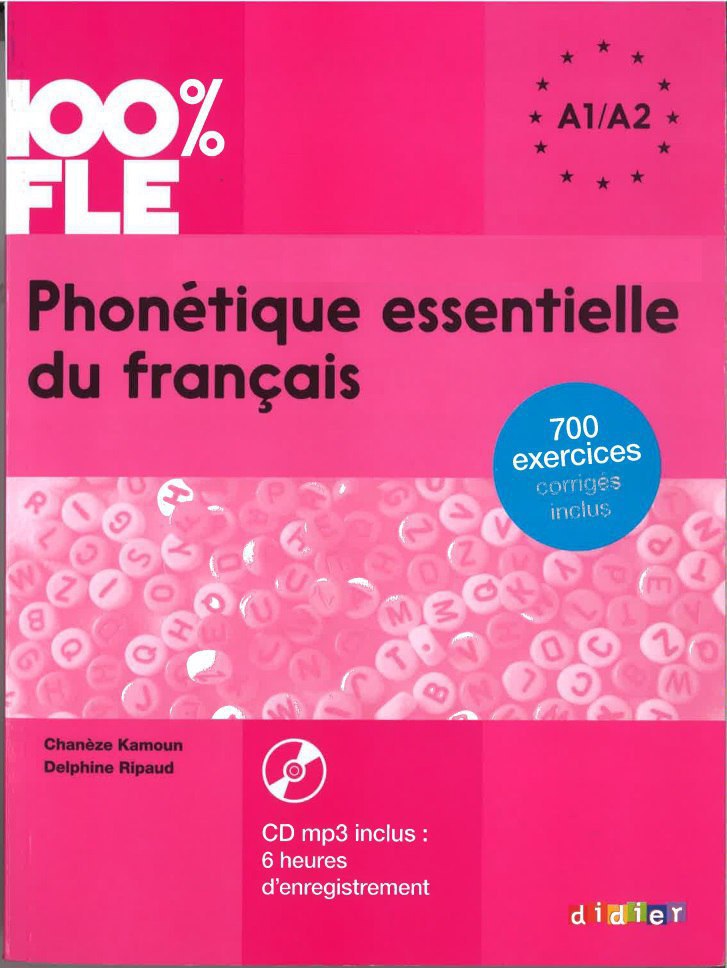 100%
FLE
A1/A2
Phonétique essentielle
du français
700
exercices
corrigés
inclus
Chanèze Kamoun
Delphine Ripaud
CD mp3 inclus :
6 heures
d'enregistrement
didier